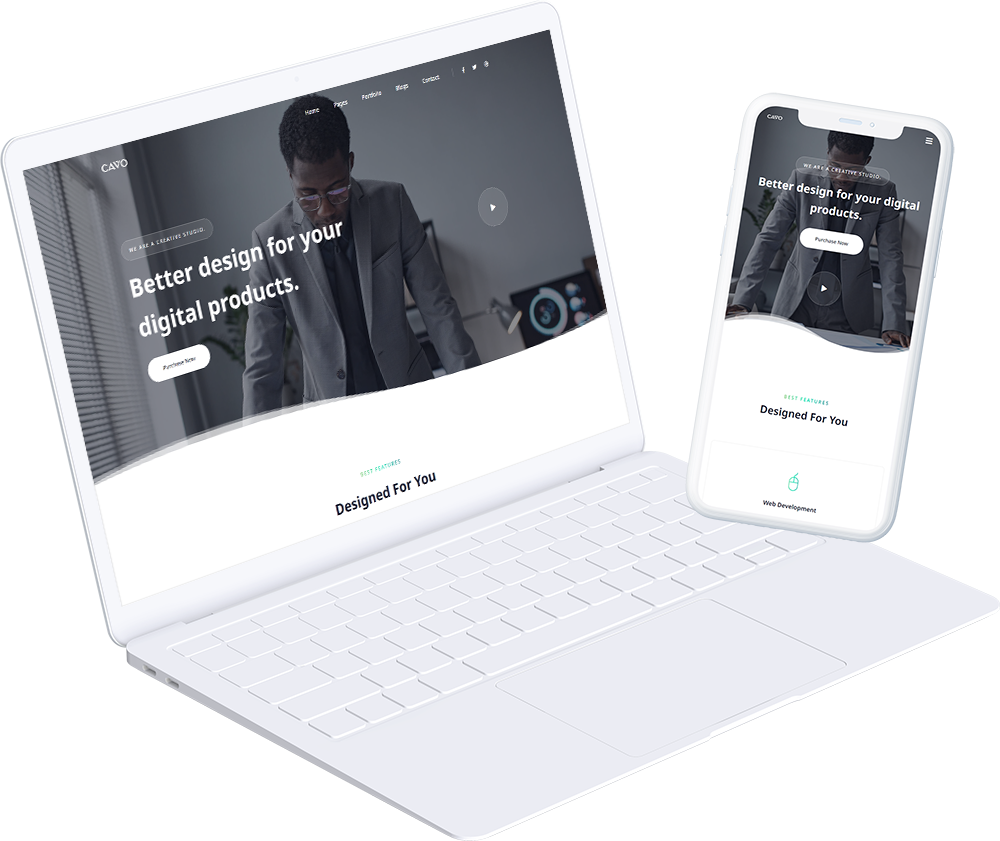 Home Pages Portfolio Blogs Contact
CAVO
WE ARE A CREATIVE STUDIO.
Better design for your
digital products.
Purchase Now
BEST FEATURES
Designed For You
CAVO
WE ARE A CREATIVE STUDIO.
Better design for your digital
products.
Purchase Now
BEST FEATURES
Designed For You
Web Development